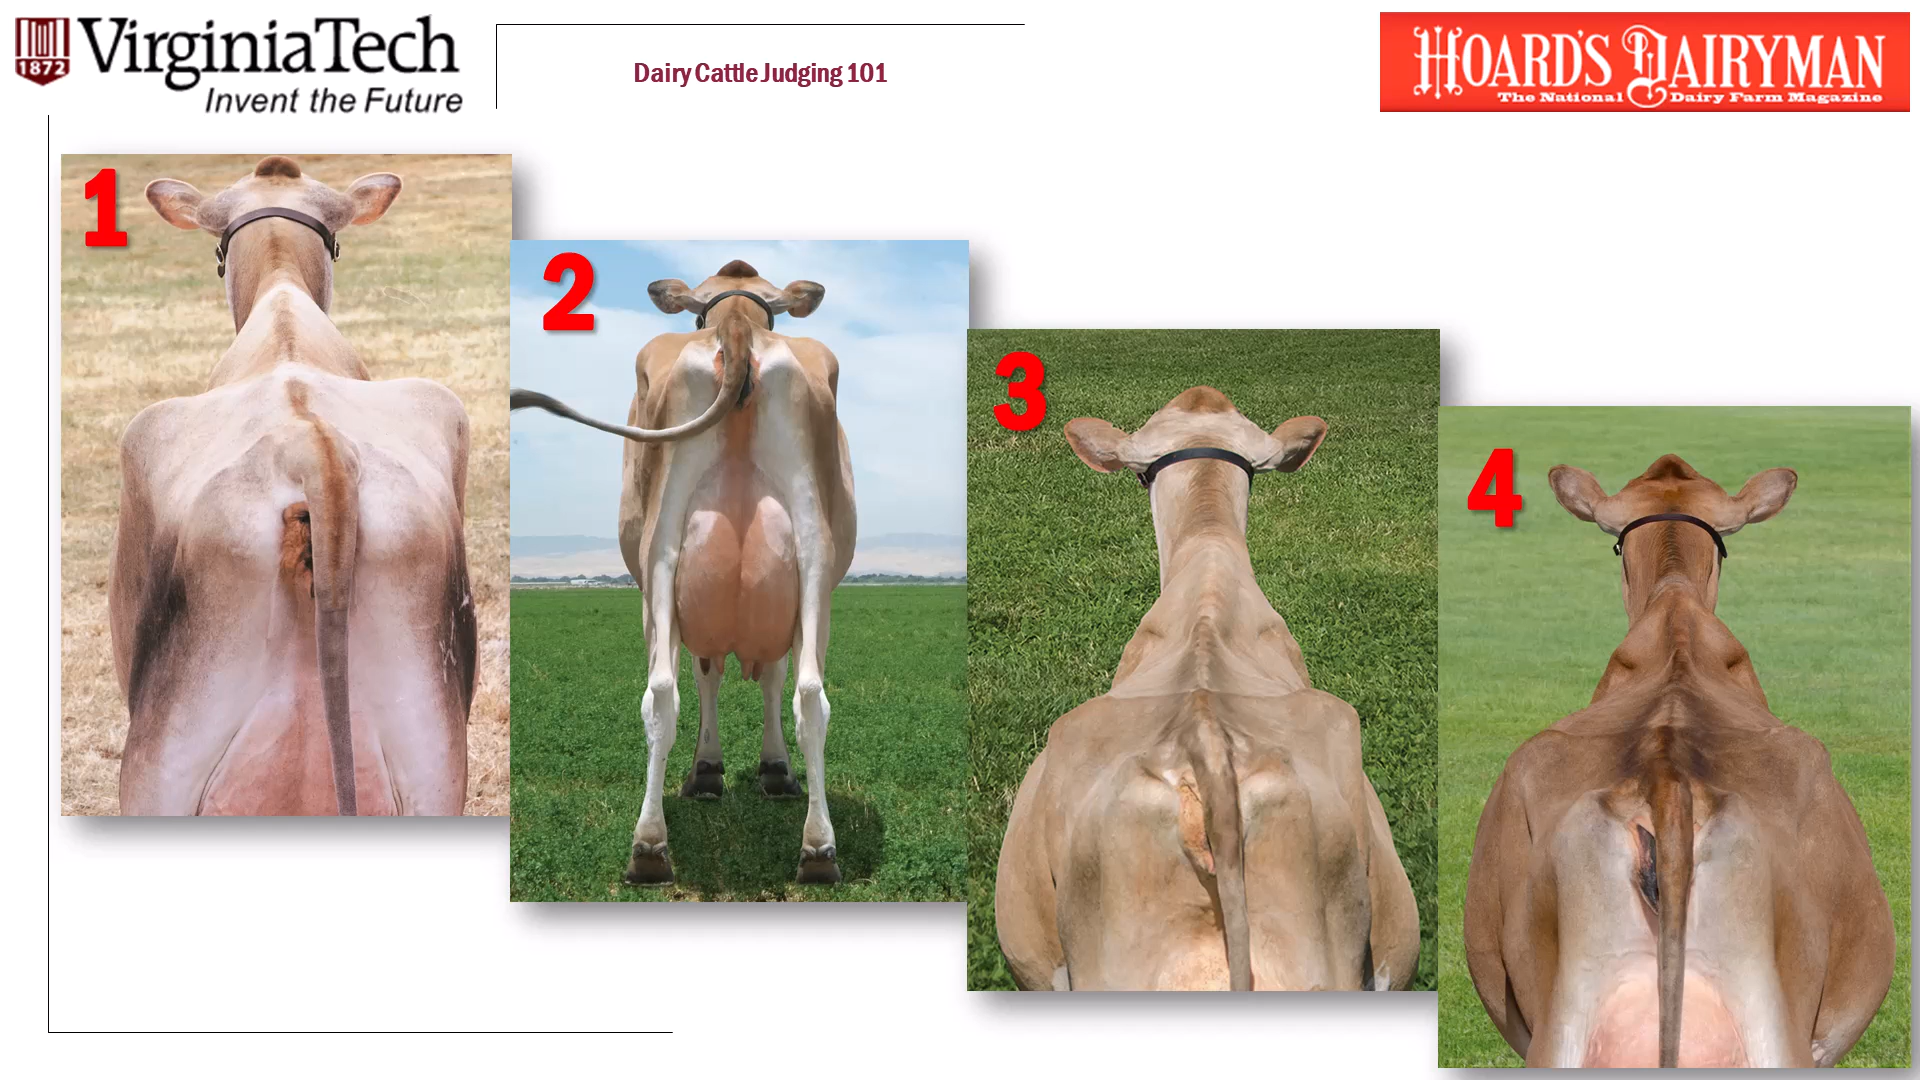 VirginiaTech
1872
Invent the Future
Dairy Cattle Judging 101
HOARD'S DAIRYMAN
The National Dairy Farm Magazine
1
2
3
4